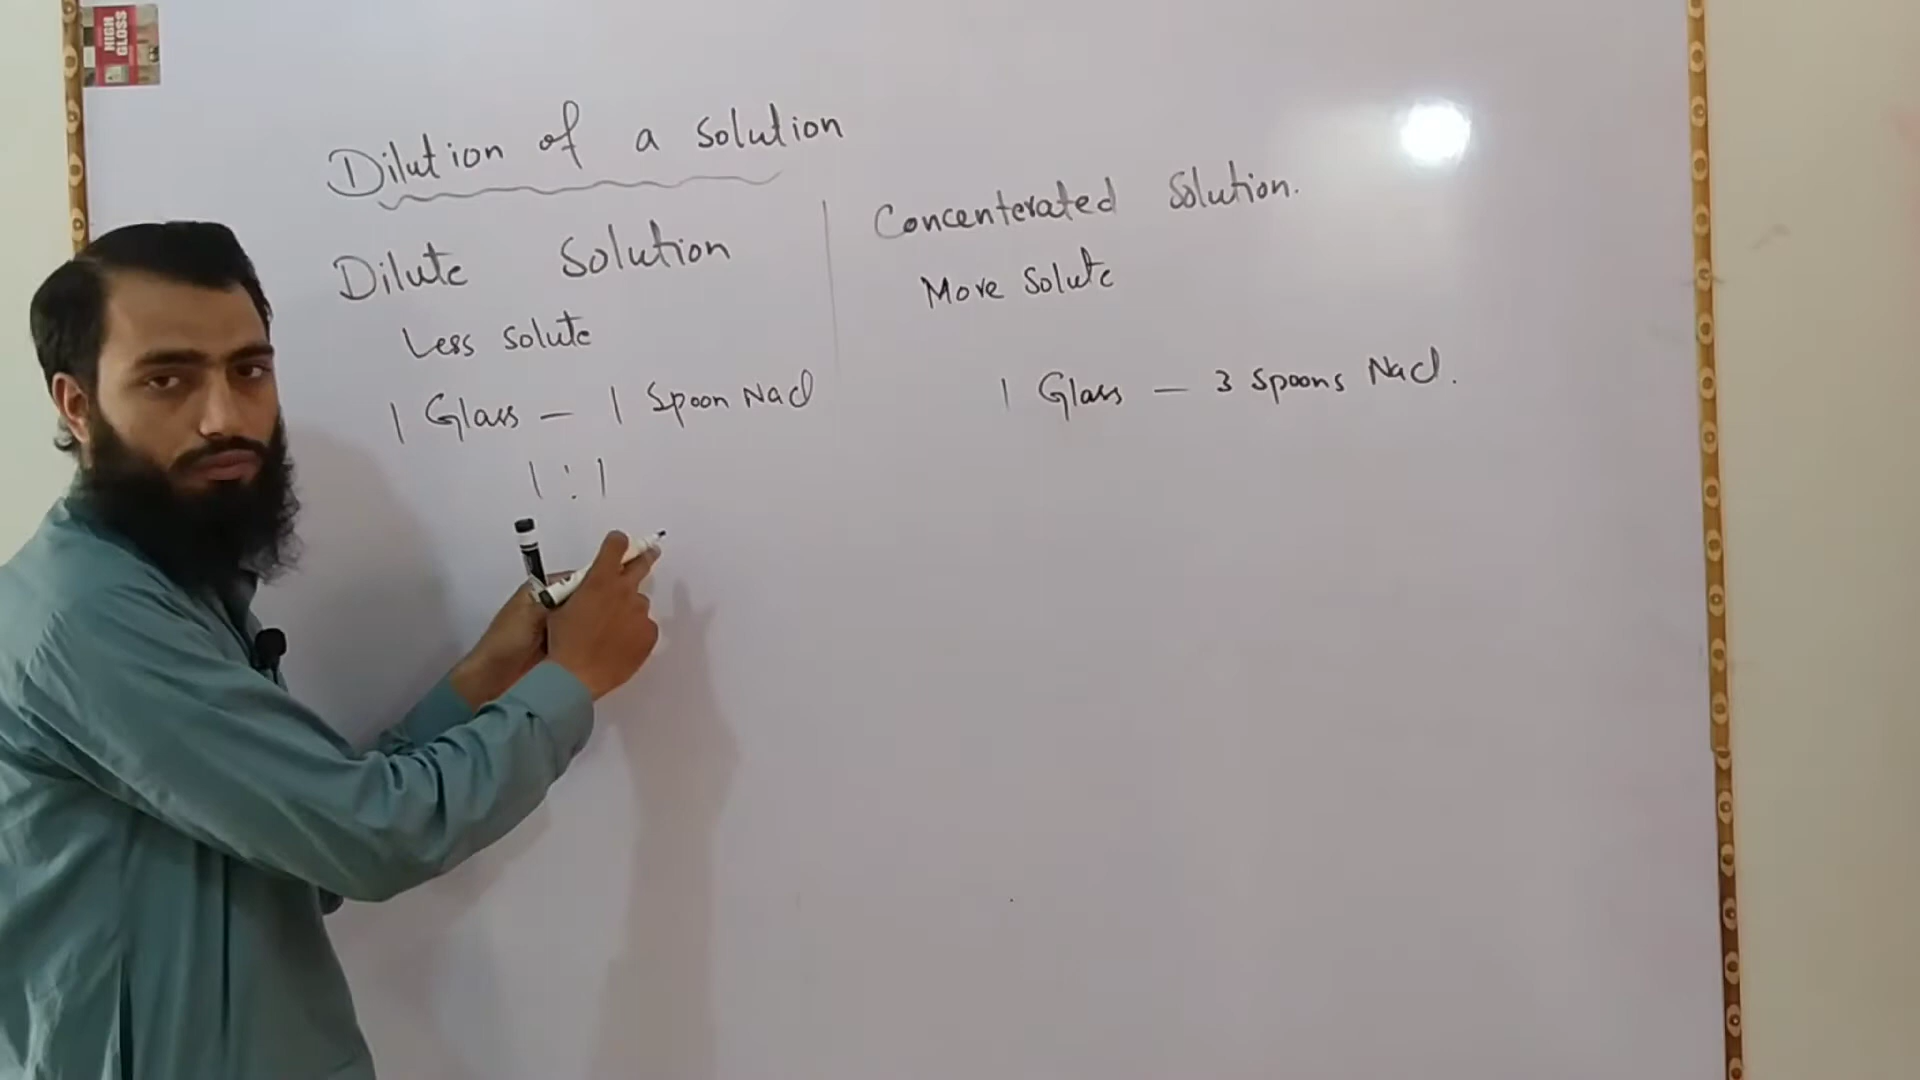 HIGH GLOSS
Dilution of a solution
Dilute Solution
Less solute
1 Glass — 1 Spoon Nacl
1 : 1
Concenterated Solution.
More Solute
1 Glass — 3 Spoons Nacl.